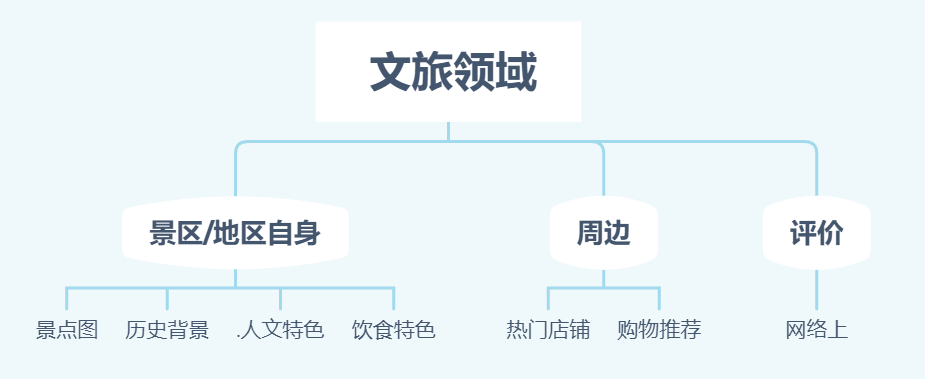 文旅领域
景区/地区自身
周边
评价
景点图
历史背景
.人文特色
饮食特色
热门店铺
购物推荐
网络上